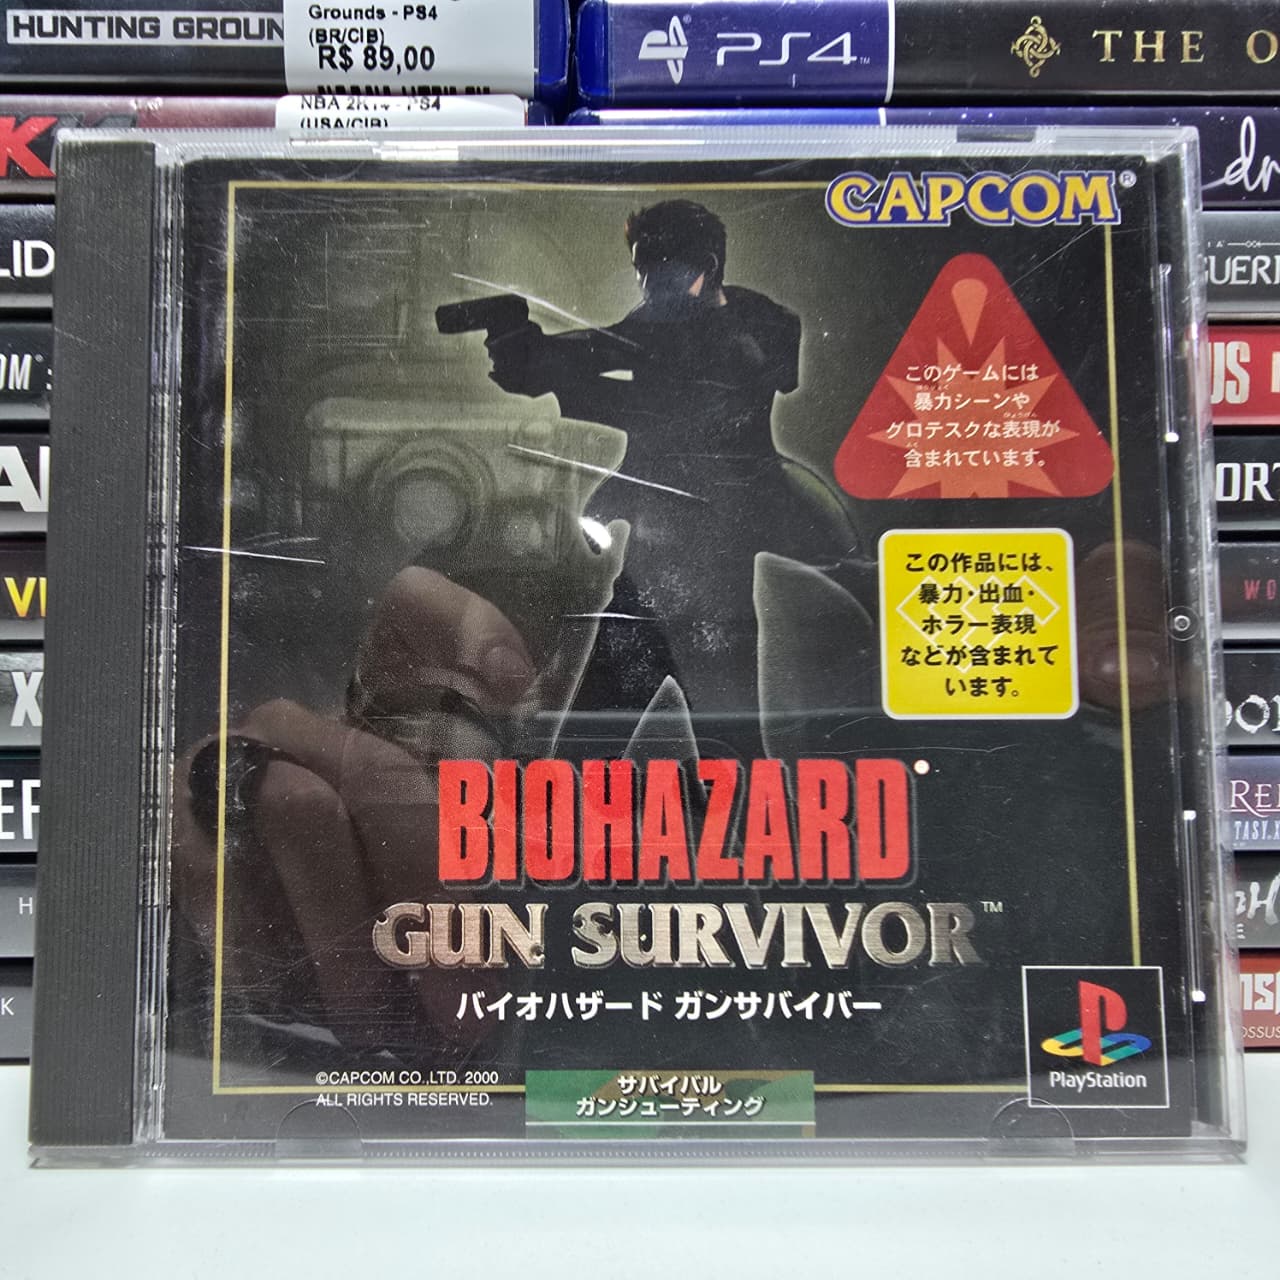 HUNTING GROUN
Grounds - PS4
(BR/CIB)
R$ 89,00
PS4
THE O
NBA 2K14 - PS4
(USA/CIB)
CAPCOM®
このゲームには
暴力シーンや
グロテスクな表現が
含まれています。
この作品には、
暴力・出血・
ホラー表現
などが含まれて
います。
BIOHAZARD
GUN SURVIVOR™
バイオハザード ガンサバイバー
©CAPCOM CO.,LTD. 2000
ALL RIGHTS RESERVED.
サバイバル
ガンシューティング
PlayStation